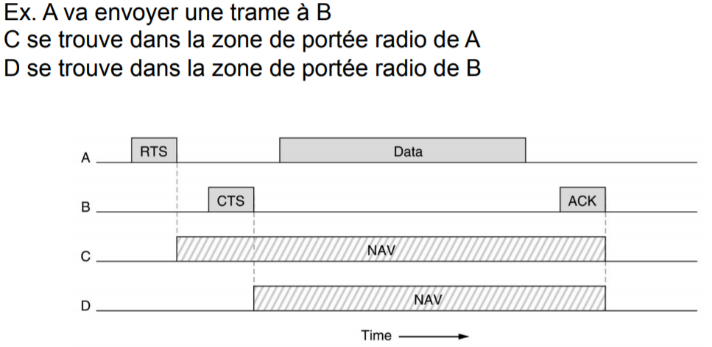 Ex. A va envoyer une trame à B
C se trouve dans la zone de portée radio de A
D se trouve dans la zone de portée radio de B
A RTS Data
B CTS ACK
C NAV
D NAV
Time